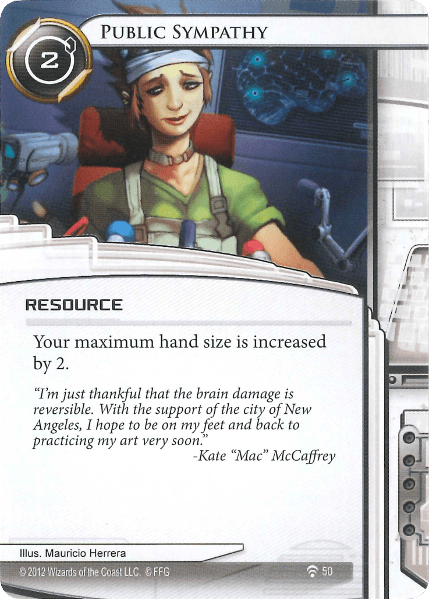 Public Sympathy
2
Resource
Your maximum hand size is increased
by 2.
“I’m just thankful that the brain damage is
reversible. With the support of the city of New
Angeles, I hope to be on my feet and back to
practicing my art very soon.”
-Kate “Mac” McCaffrey
Illus. Mauricio Herrera
© 2012 Wizards of the Coast LLC. © FFG 50